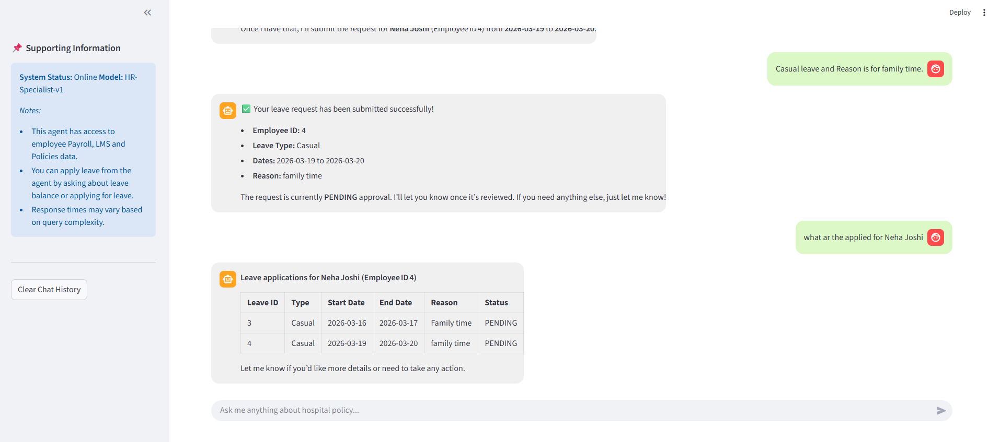 Deploy
📌 Supporting Information
System Status: Online Model: HR-
Specialist-v1
Notes:
• This agent has access to
employee Payroll, LMS and
Policies data.
• You can apply leave from the
agent by asking about leave
balance or applying for leave.
• Response times may vary based
on query complexity.
Clear Chat History
Once I have that, I'll submit the request for Neha Joshi (Employee ID 4) from 2026-03-19 to 2026-03-20.
Casual leave and Reason is for family time.
✅ Your leave request has been submitted successfully!
• Employee ID: 4
• Leave Type: Casual
• Dates: 2026-03-19 to 2026-03-20
• Reason: family time
The request is currently PENDING approval. I’ll let you know once it’s reviewed. If you need anything else, just let me know!
what ar the applied for Neha Joshi
Leave applications for Neha Joshi (Employee ID 4)
Leave ID Type Start Date End Date Reason Status
3 Casual 2026-03-16 2026-03-17 Family time PENDING
4 Casual 2026-03-19 2026-03-20 family time PENDING
Let me know if you’d like more details or need to take any action.
Ask me anything about hospital policy...